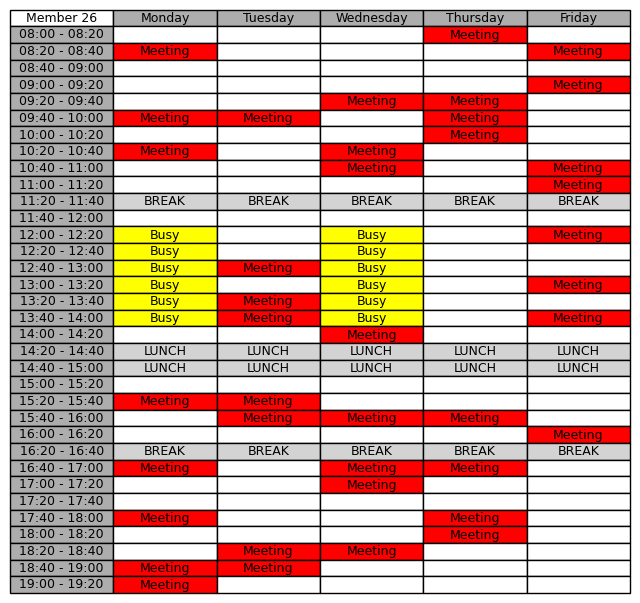 Member 26 Monday Tuesday Wednesday Thursday Friday
08:00 - 08:20 Meeting
08:20 - 08:40 Meeting Meeting
08:40 - 09:00
09:00 - 09:20 Meeting
09:20 - 09:40 Meeting Meeting
09:40 - 10:00 Meeting Meeting Meeting
10:00 - 10:20 Meeting
10:20 - 10:40 Meeting Meeting
10:40 - 11:00 Meeting Meeting
11:00 - 11:20 Meeting
11:20 - 11:40 BREAK BREAK BREAK BREAK BREAK
11:40 - 12:00
12:00 - 12:20 Busy Busy Meeting
12:20 - 12:40 Busy Busy
12:40 - 13:00 Busy Meeting Busy
13:00 - 13:20 Busy Busy Meeting
13:20 - 13:40 Busy Meeting Busy
13:40 - 14:00 Busy Meeting Busy Meeting
14:00 - 14:20 Meeting
14:20 - 14:40 LUNCH LUNCH LUNCH LUNCH LUNCH
14:40 - 15:00 LUNCH LUNCH LUNCH LUNCH LUNCH
15:00 - 15:20
15:20 - 15:40 Meeting Meeting
15:40 - 16:00 Meeting Meeting Meeting
16:00 - 16:20 Meeting
16:20 - 16:40 BREAK BREAK BREAK BREAK BREAK
16:40 - 17:00 Meeting Meeting Meeting
17:00 - 17:20 Meeting
17:20 - 17:40
17:40 - 18:00 Meeting Meeting
18:00 - 18:20 Meeting
18:20 - 18:40 Meeting Meeting
18:40 - 19:00 Meeting Meeting
19:00 - 19:20 Meeting